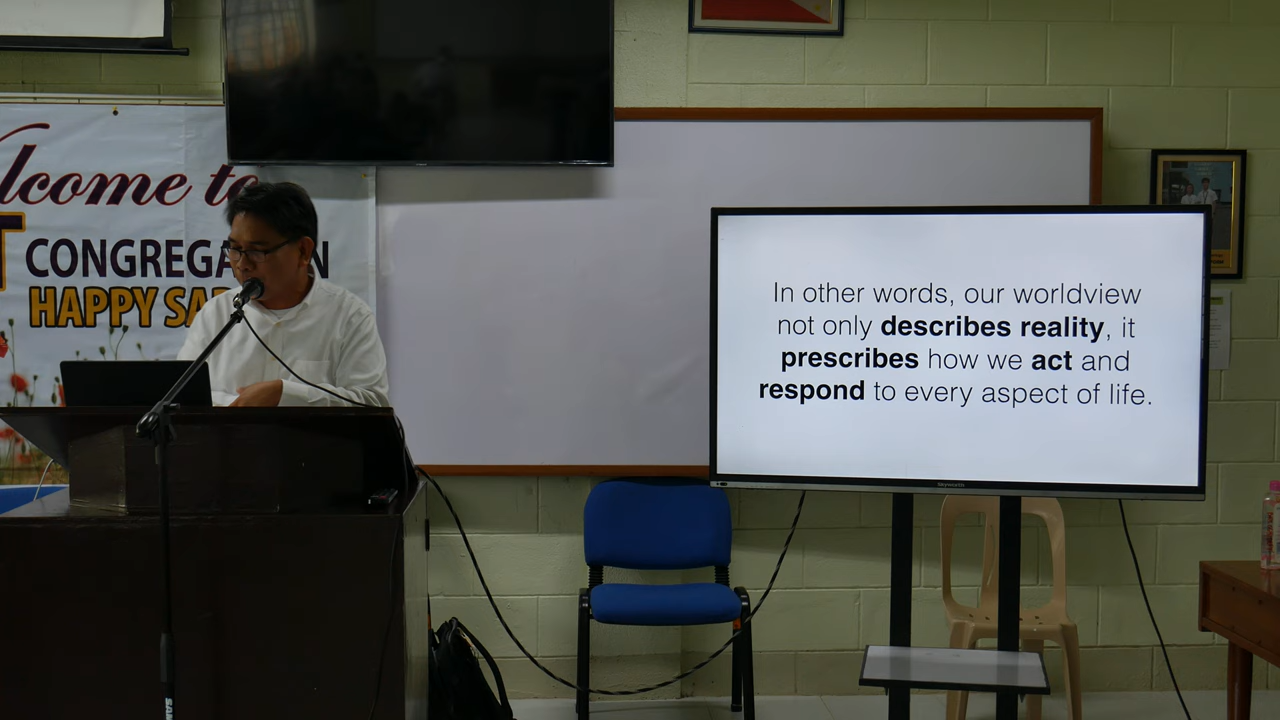 lcome to
CONGREGA N
HAPPY SA
In other words, our worldview
not only describes reality, it
prescribes how we act and
respond to every aspect of life.
Skyworth